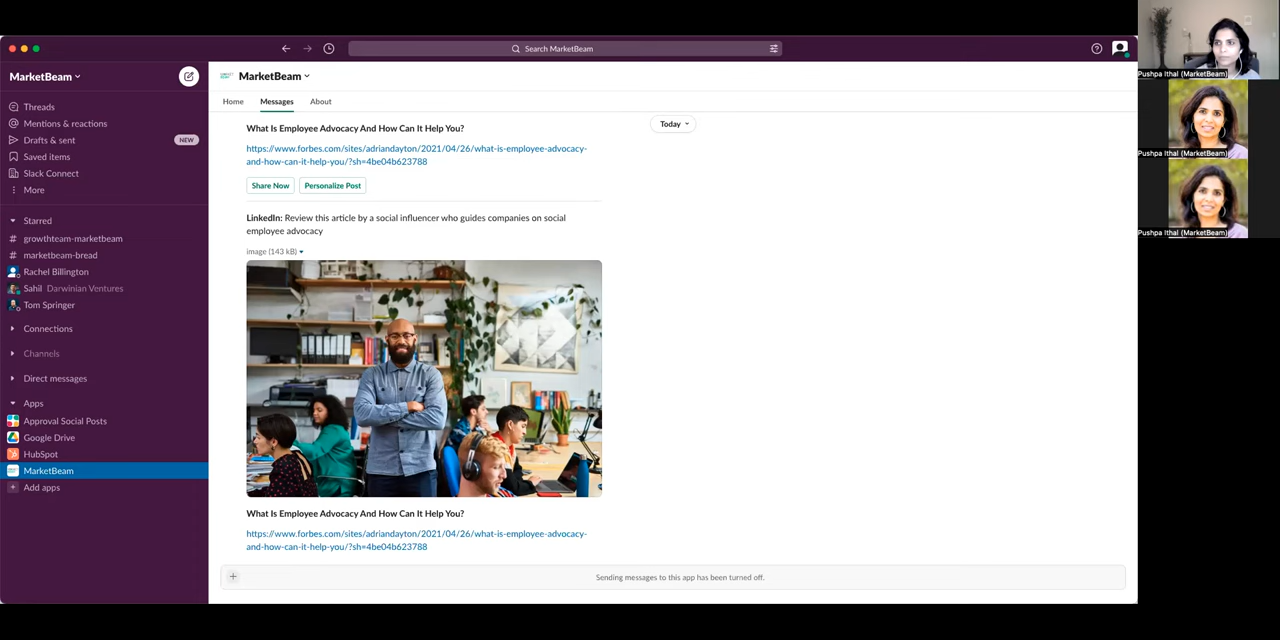 Search MarketBeam
MarketBeam
Threads
Mentions & reactions
Drafts & sent
NEW
Saved items
Slack Connect
More
Starred
# growthteam-marketbeam
# marketbeam-bread
Rachel Billington
Sahil Darwinian Ventures
Tom Springer
Connections
Channels
Direct messages
Apps
Approval Social Posts
Google Drive
HubSpot
MarketBeam
+ Add apps
MarketBeam
Home Messages About
Today
What Is Employee Advocacy And How Can It Help You?
https://www.forbes.com/sites/adriandayton/2021/04/26/what-is-employee-advocacy-
and-how-can-it-help-you/?sh=4be04b623788
Share Now Personalize Post
LinkedIn: Review this article by a social influencer who guides companies on social
employee advocacy
image (143 kB)
What Is Employee Advocacy And How Can It Help You?
https://www.forbes.com/sites/adriandayton/2021/04/26/what-is-employee-advocacy-
and-how-can-it-help-you/?sh=4be04b623788
+ Sending messages to this app has been turned off.
Pushpa Ithal (MarketBeam)
Pushpa Ithal (MarketBeam)
Pushpa Ithal (MarketBeam)